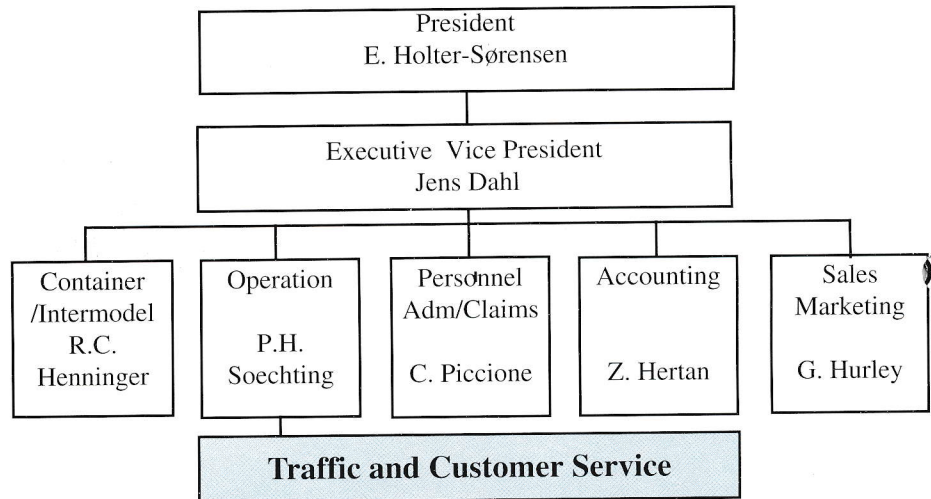 President
E. Holter-Sørensen
Executive Vice President
Jens Dahl
Container
/Intermodel
R.C.
Henninger
Operation
P.H.
Soechting
Personnel
Adm/Claims
C. Piccione
Accounting
Z. Hertan
Sales
Marketing
G. Hurley
Traffic and Customer Service